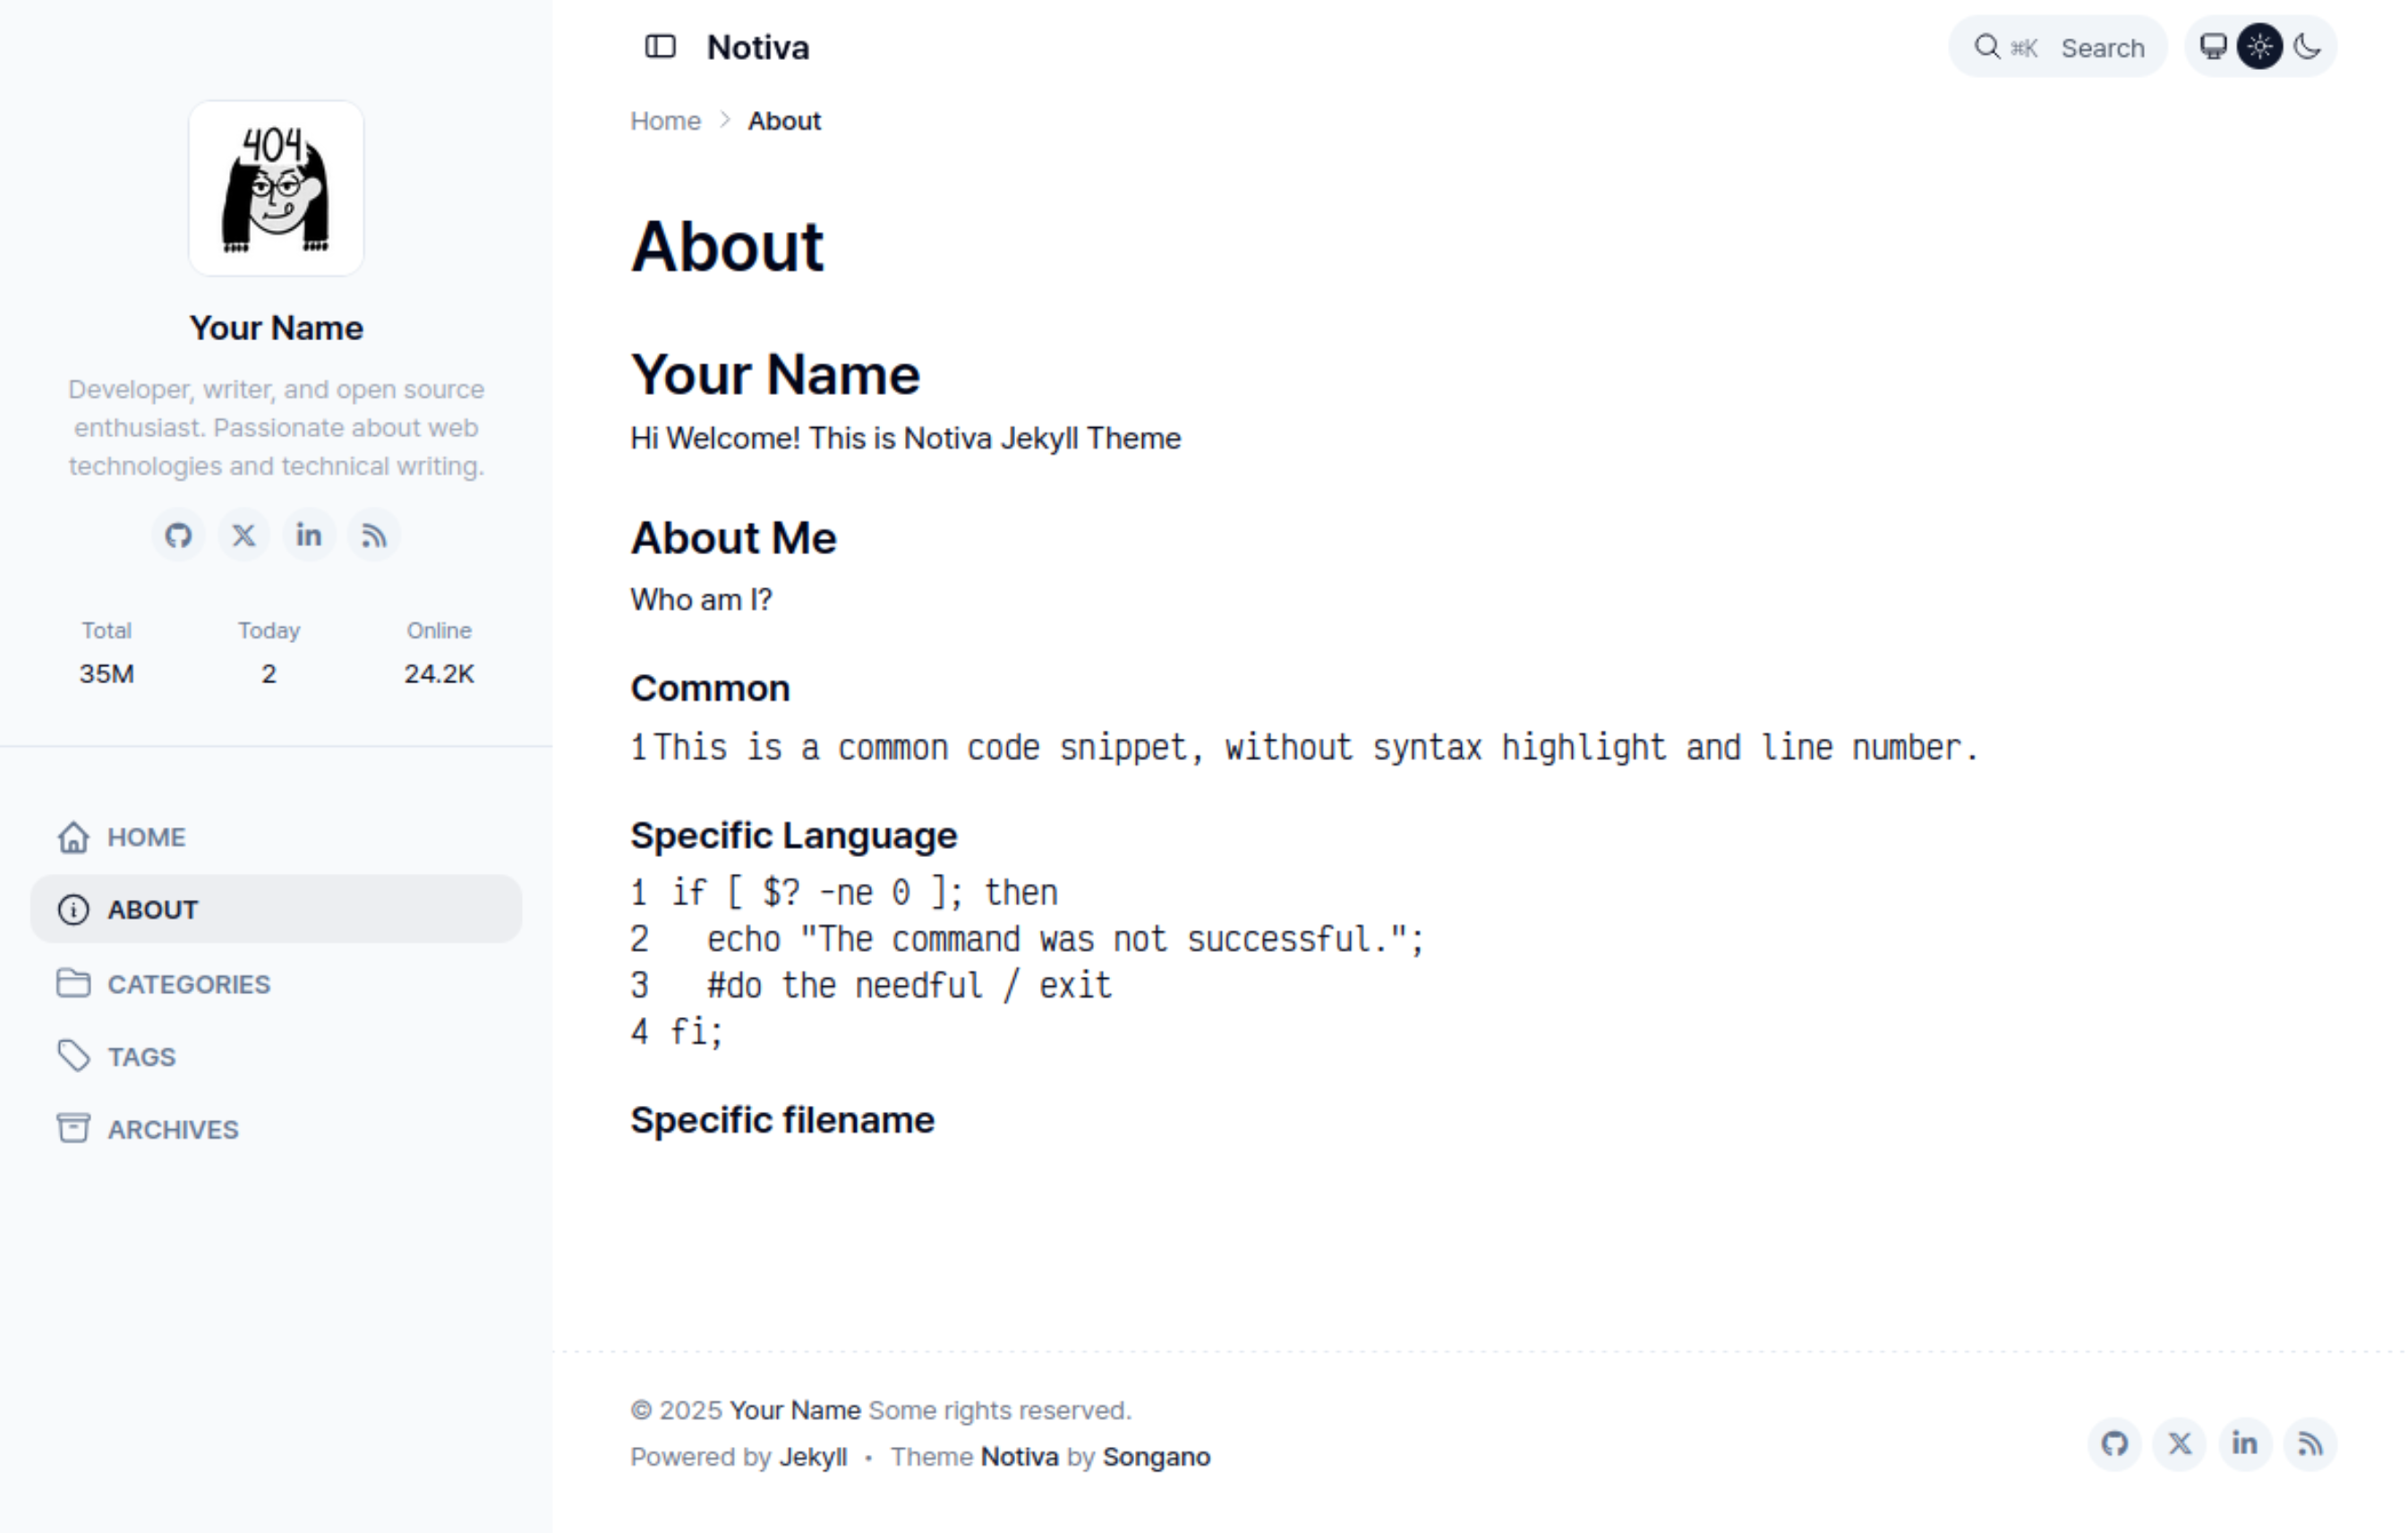 404
Your Name
Developer, writer, and open source
enthusiast. Passionate about web
technologies and technical writing.
Total Today Online
35M 2 24.2K
HOME
ABOUT
CATEGORIES
TAGS
ARCHIVES
Notiva
⌘K Search
Home > About
About
Your Name
Hi Welcome! This is Notiva Jekyll Theme
About Me
Who am I?
Common
1 This is a common code snippet, without syntax highlight and line number.
Specific Language
1 if [ $? -ne 0 ]; then
2   echo "The command was not successful.";
3   #do the needful / exit
4 fi;
Specific filename
© 2025 Your Name Some rights reserved.
Powered by Jekyll • Theme Notiva by Songano